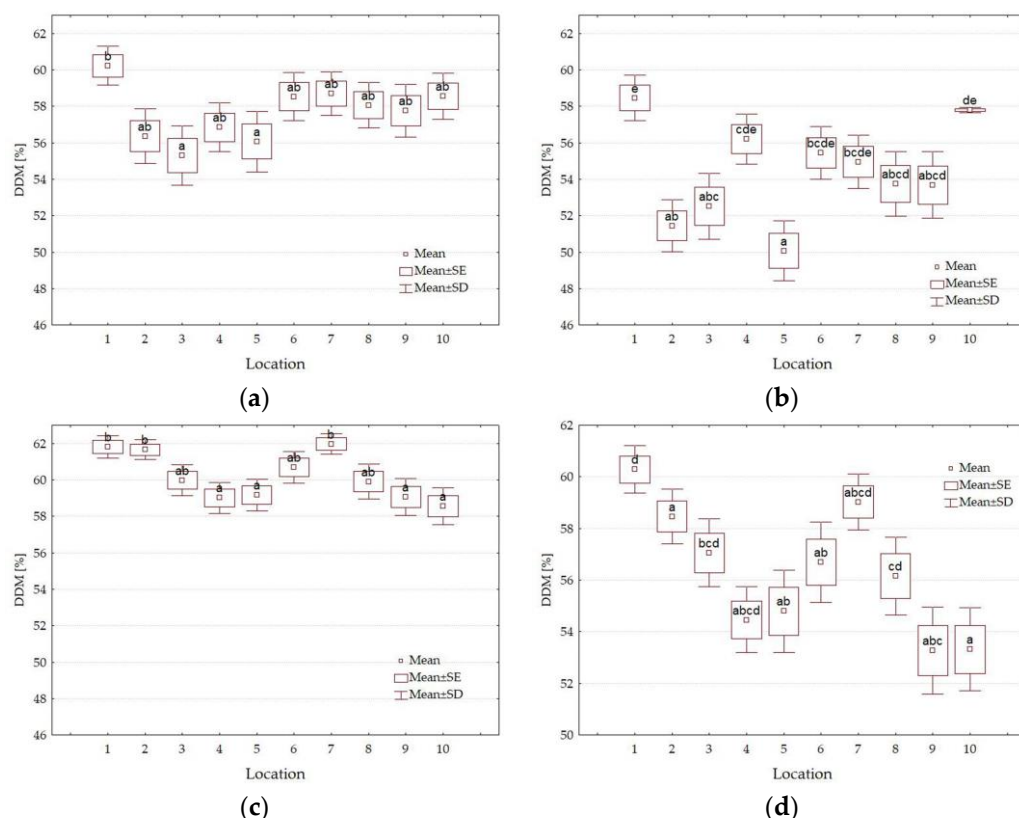 62
60
58
56
54
52
50
48
46
DDM [%]
b ab a ab a ab ab ab ab ab
Mean
Mean±SE
Mean±SD
1 2 3 4 5 6 7 8 9 10
Location
(a)
62
60
58
56
54
52
50
48
46
DDM [%]
e ab abc cde a bcde bcde abcd abcd de
Mean
Mean±SE
Mean±SD
1 2 3 4 5 6 7 8 9 10
Location
(b)
62
60
58
56
54
52
50
48
46
DDM [%]
b b ab a a ab b ab a a
Mean
Mean±SE
Mean±SD
1 2 3 4 5 6 7 8 9 10
Location
(c)
62
60
58
56
54
52
50
DDM [%]
d a bcd abcd ab ab abcd cd abc a
Mean
Mean±SE
Mean±SD
1 2 3 4 5 6 7 8 9 10
Location
(d)